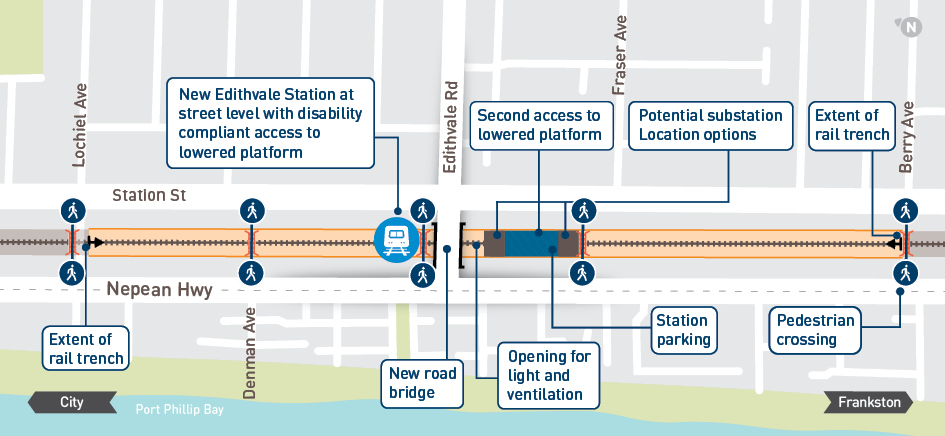 N
Lochiel Ave
New Edithvale Station at
street level with disability
compliant access to
lowered platform
Edithvale Rd
Second access to
lowered platform
Fraser Ave
Potential substation
Location options
Extent of
rail trench
Berry Ave
Station St
Nepean Hwy
Extent of
rail trench
Denman Ave
New road
bridge
Opening for
light and
ventilation
Station
parking
Pedestrian
crossing
City
Port Phillip Bay
Frankston